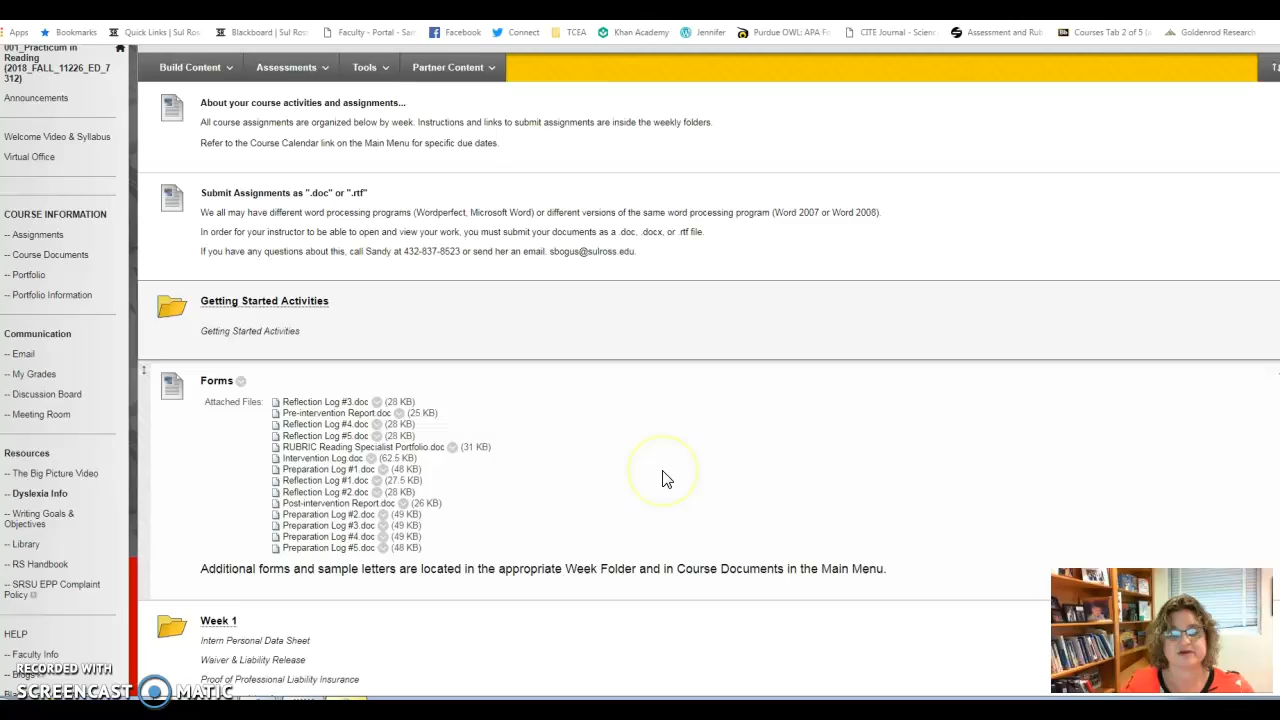 Apps Bookmarks Quick Links | Sul Ros Blackboard | Sul Ros Faculty - Portal - Sam Facebook Connect TCEA Khan Academy Jennifer Purdue OWL: APA Fo CITE Journal - Scienc Assessment and Rub Courses Tab 2 of 5 ( Goldenrod Research
001_Practicum in
Reading
(2018_FALL_11226_ED_7
312)
Announcements
Welcome Video & Syllabus
Virtual Office
COURSE INFORMATION
-- Assignments
-- Course Documents
-- Portfolio
-- Portfolio Information
Communication
-- Email
-- My Grades
-- Discussion Board
-- Meeting Room
Resources
-- The Big Picture Video
-- Dyslexia Info
-- Writing Goals &
Objectives
-- Library
-- RS Handbook
-- SRSU EPP Complaint
Policy
HELP
-- Faculty Info
-- Blogs
Build Content Assessments Tools Partner Content
About your course activities and assignments...
All course assignments are organized below by week. Instructions and links to submit assignments are inside the weekly folders.
Refer to the Course Calendar link on the Main Menu for specific due dates.
Submit Assignments as ".doc" or ".rtf"
We all may have different word processing programs (Wordperfect, Microsoft Word) or different versions of the same word processing program (Word 2007 or Word 2008).
In order for your instructor to be able to open and view your work, you must submit your documents as a .doc, .docx, or .rtf file.
If you have any questions about this, call Sandy at 432-837-8523 or send her an email. sbogus@sulross.edu.
Getting Started Activities
Getting Started Activities
Forms
Attached Files: Reflection Log #3.doc (28 KB)
Pre-intervention Report.doc (25 KB)
Reflection Log #4.doc (28 KB)
Reflection Log #5.doc (28 KB)
RUBRIC Reading Specialist Portfolio.doc (31 KB)
Intervention Log.doc (62.5 KB)
Preparation Log #1.doc (48 KB)
Reflection Log #1.doc (27.5 KB)
Reflection Log #2.doc (28 KB)
Post-intervention Report.doc (26 KB)
Preparation Log #2.doc (49 KB)
Preparation Log #3.doc (49 KB)
Preparation Log #4.doc (49 KB)
Preparation Log #5.doc (48 KB)
Additional forms and sample letters are located in the appropriate Week Folder and in Course Documents in the Main Menu.
Week 1
Intern Personal Data Sheet
Waiver & Liability Release
Proof of Professional Liability Insurance
RECORDED WITH
SCREENCAST MATIC